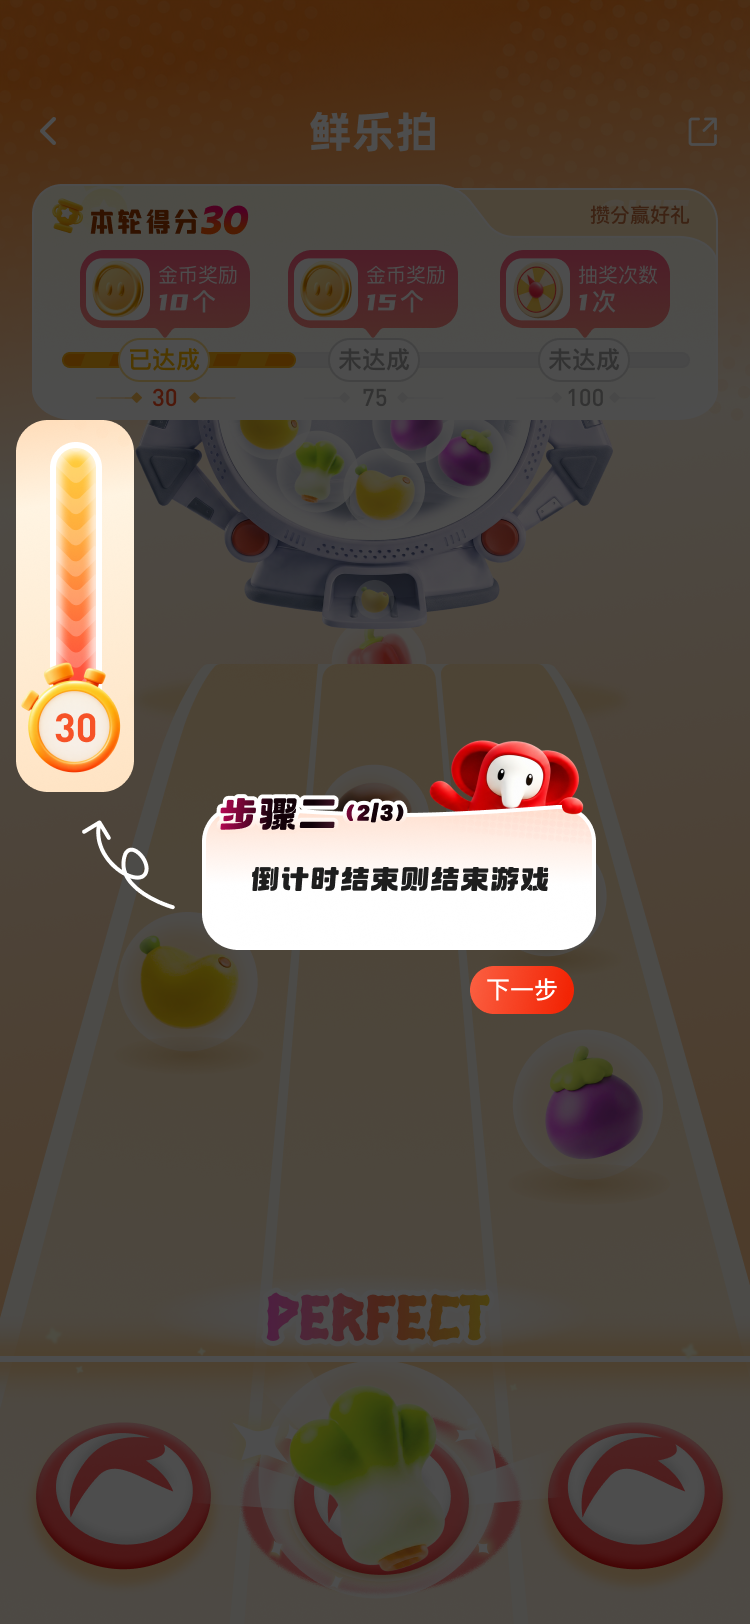 鲜乐拍
本轮得分30
攒分赢好礼
金币奖励
10个
金币奖励
15个
抽奖次数
1次
已达成
未达成
未达成
30
75
100
30
步骤二(2/3)
倒计时结束则结束游戏
下一步
PERFECT